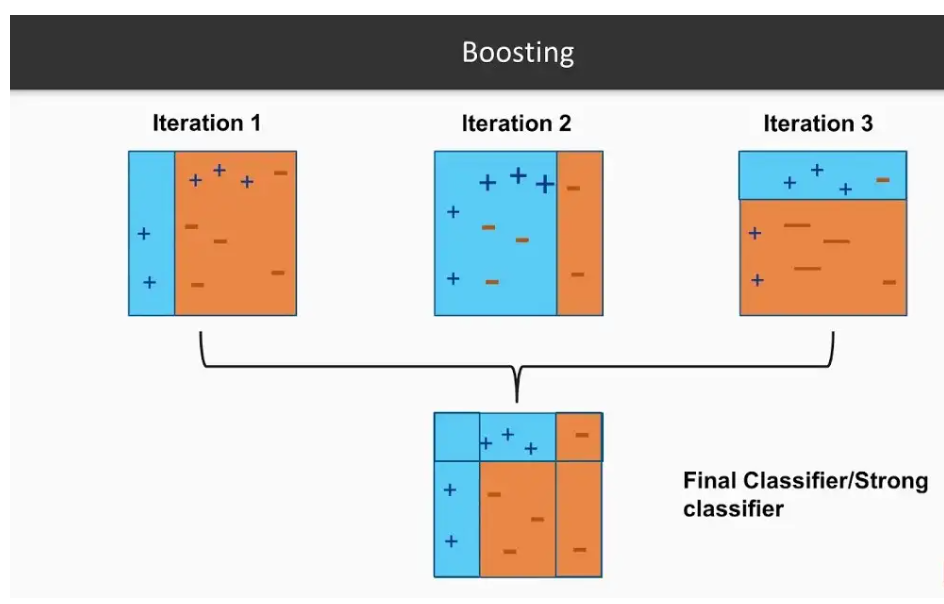 Boosting
Iteration 1
Iteration 2
Iteration 3
Final Classifier/Strong
classifier